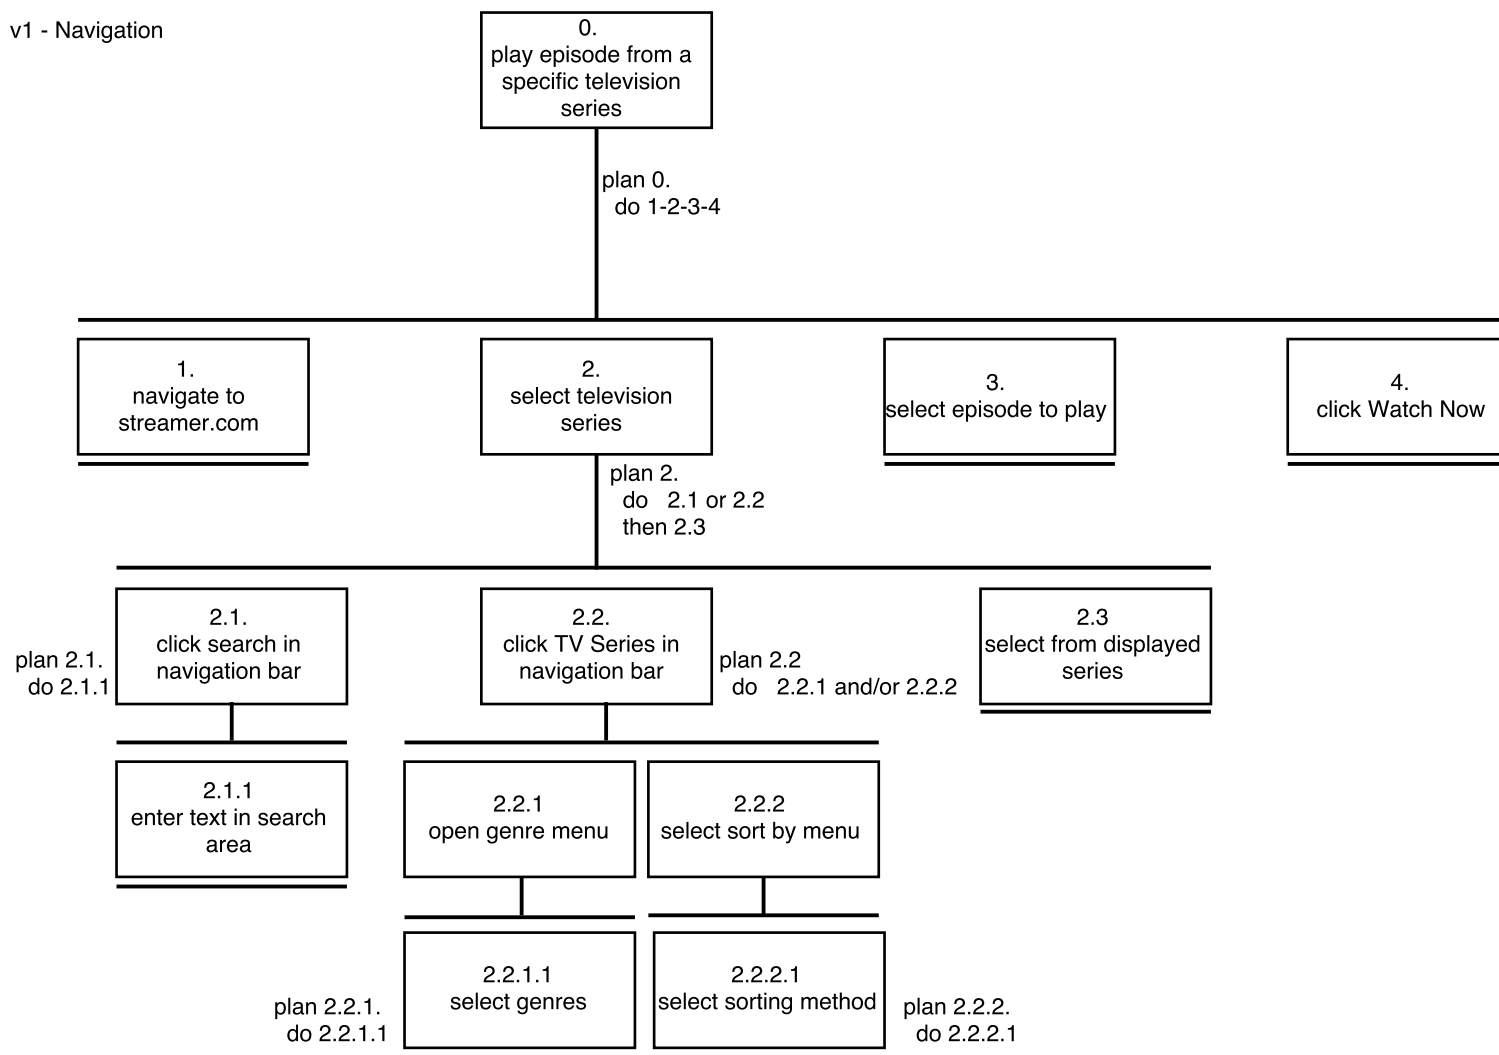 v1 - Navigation
0.
play episode from a
specific television
series
plan 0.
do 1-2-3-4
1.
navigate to
streamer.com
2.
select television
series
3.
select episode to play
4.
click Watch Now
plan 2.
do 2.1 or 2.2
then 2.3
plan 2.1.
do 2.1.1
2.1.
click search in
navigation bar
2.2.
click TV Series in
navigation bar
plan 2.2
do 2.2.1 and/or 2.2.2
2.3
select from displayed
series
2.1.1
enter text in search
area
2.2.1
open genre menu
2.2.2
select sort by menu
plan 2.2.1.
do 2.2.1.1
2.2.1.1
select genres
2.2.2.1
select sorting method
plan 2.2.2.
do 2.2.2.1